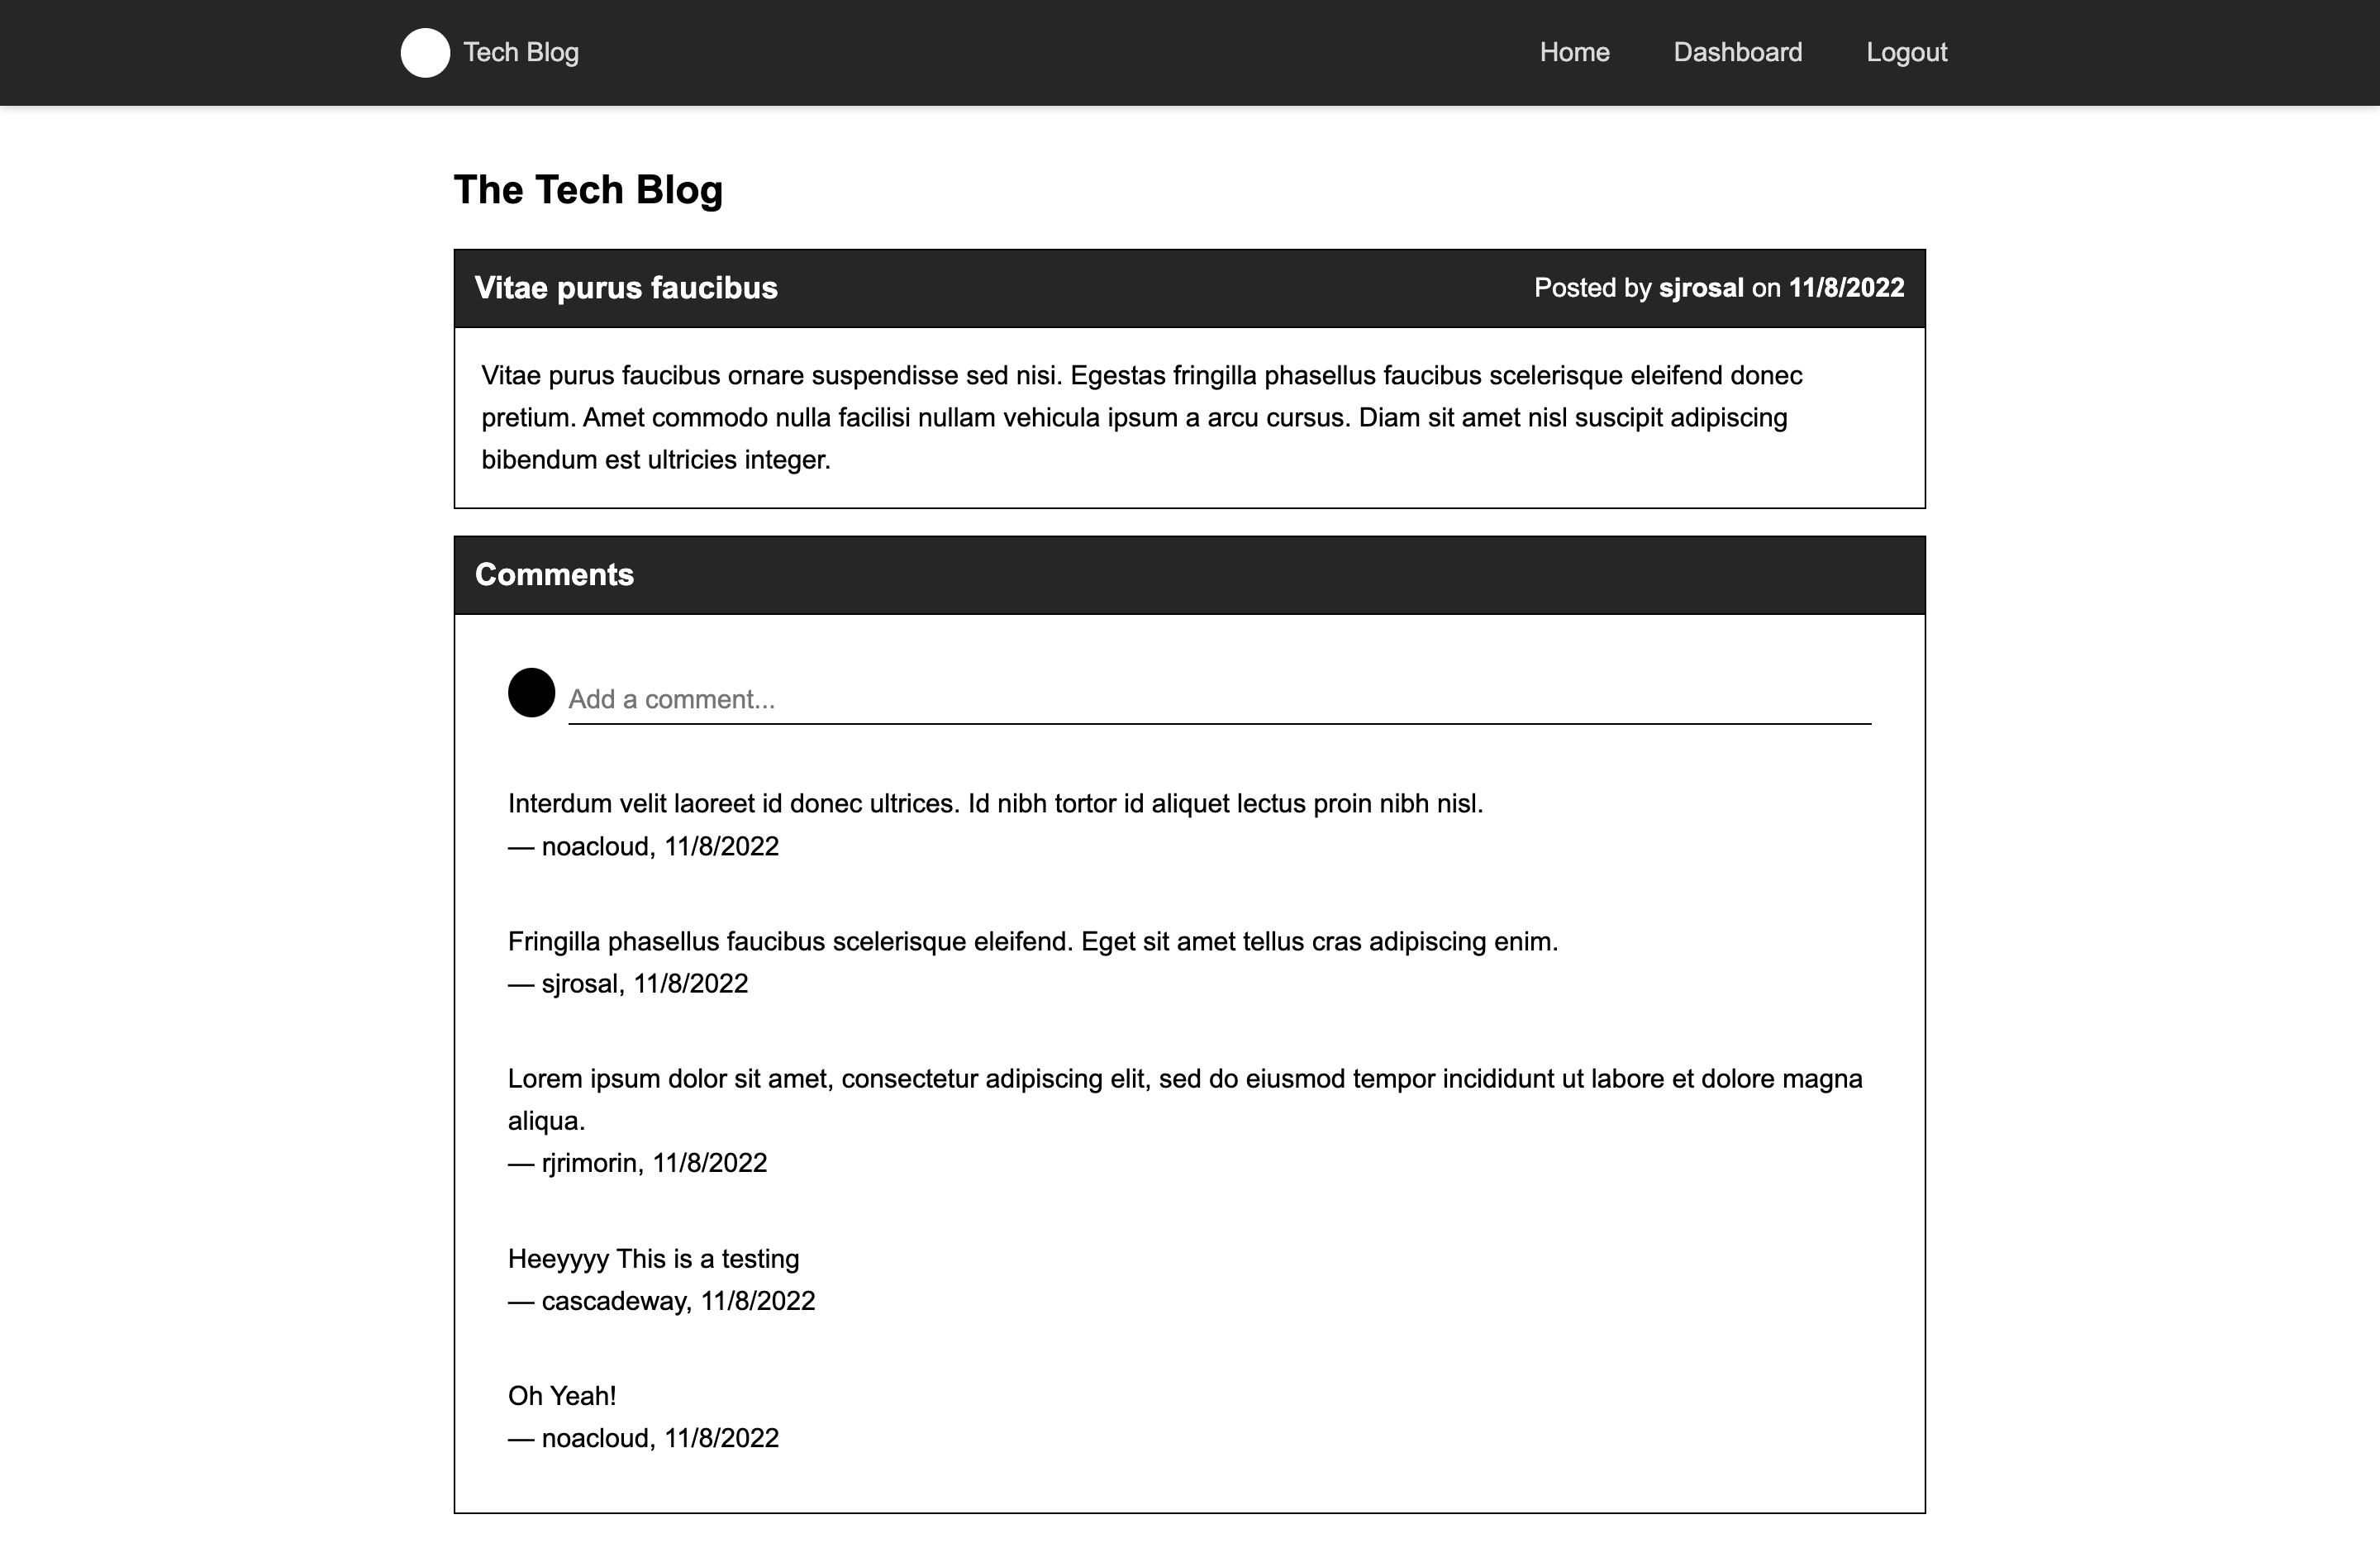 Tech Blog
Home
Dashboard
Logout
The Tech Blog
Vitae purus faucibus
Posted by sjrosal on 11/8/2022
Vitae purus faucibus ornare suspendisse sed nisi. Egestas fringilla phasellus faucibus scelerisque eleifend donec
pretium. Amet commodo nulla facilisi nullam vehicula ipsum a arcu cursus. Diam sit amet nisl suscipit adipiscing
bibendum est ultricies integer.
Comments
Add a comment...
Interdum velit laoreet id donec ultrices. Id nibh tortor id aliquet lectus proin nibh nisl.
— noacloud, 11/8/2022
Fringilla phasellus faucibus scelerisque eleifend. Eget sit amet tellus cras adipiscing enim.
— sjrosal, 11/8/2022
Lorem ipsum dolor sit amet, consectetur adipiscing elit, sed do eiusmod tempor incididunt ut labore et dolore magna
aliqua.
— rjrimorin, 11/8/2022
Heeyyyy This is a testing
— cascadeway, 11/8/2022
Oh Yeah!
— noacloud, 11/8/2022